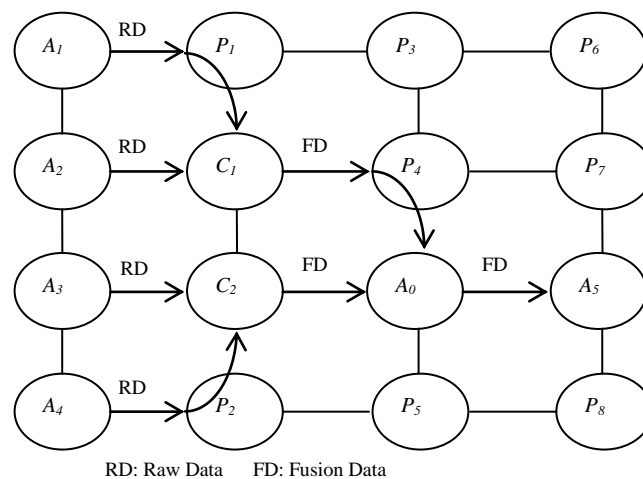 RD
A1 P1 P3 P6
RD FD
A2 C1 P4 P7
RD FD FD
A3 C2 A0 A5
RD
A4 P2 P5 P8
RD: Raw Data FD: Fusion Data